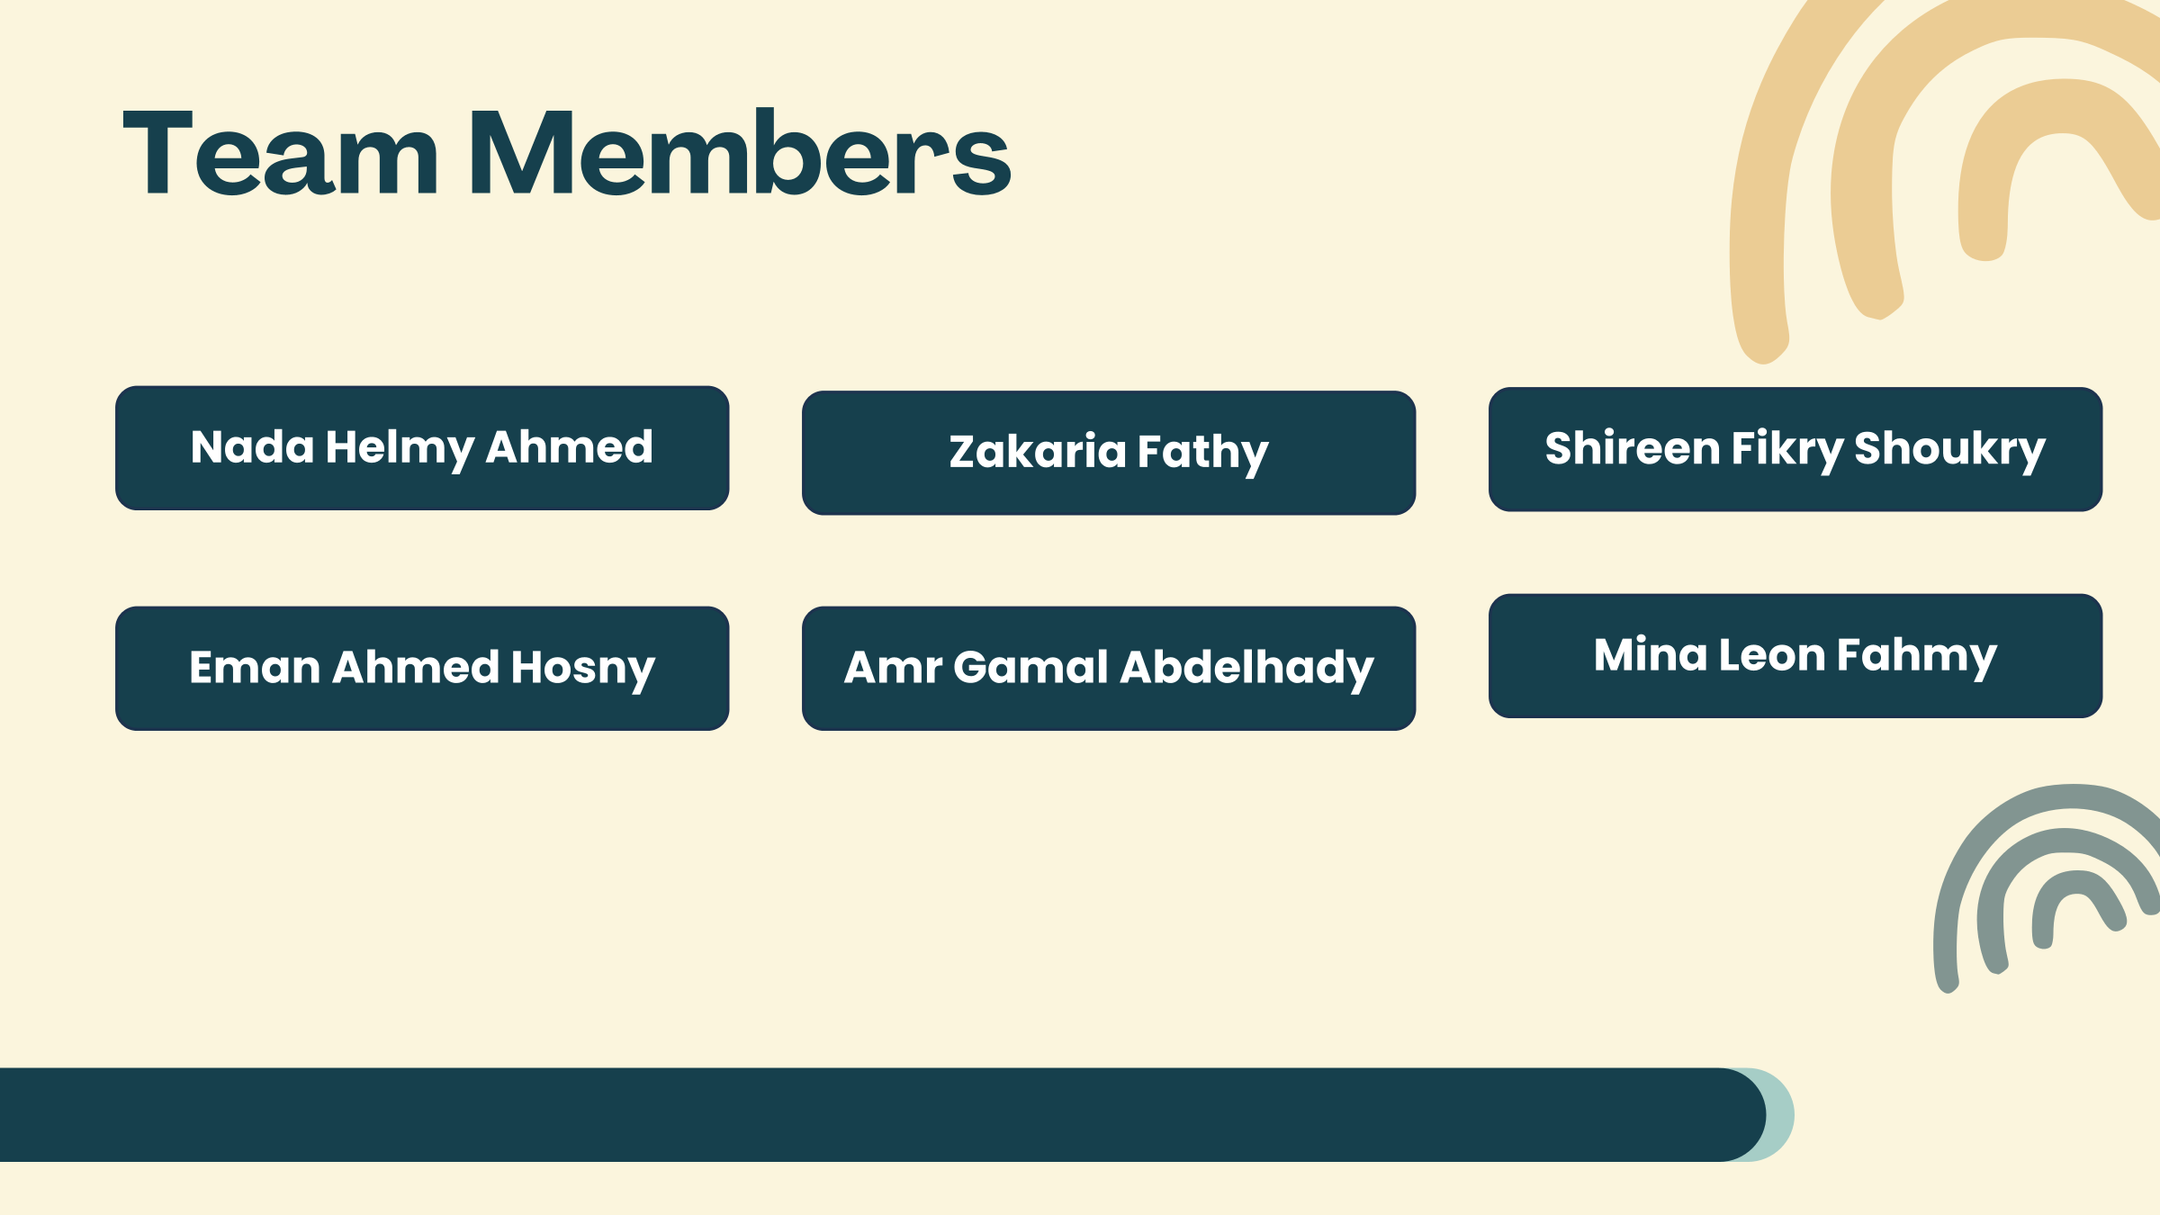 Team Members
Nada Helmy Ahmed
Zakaria Fathy
Shireen Fikry Shoukry
Eman Ahmed Hosny
Amr Gamal Abdelhady
Mina Leon Fahmy